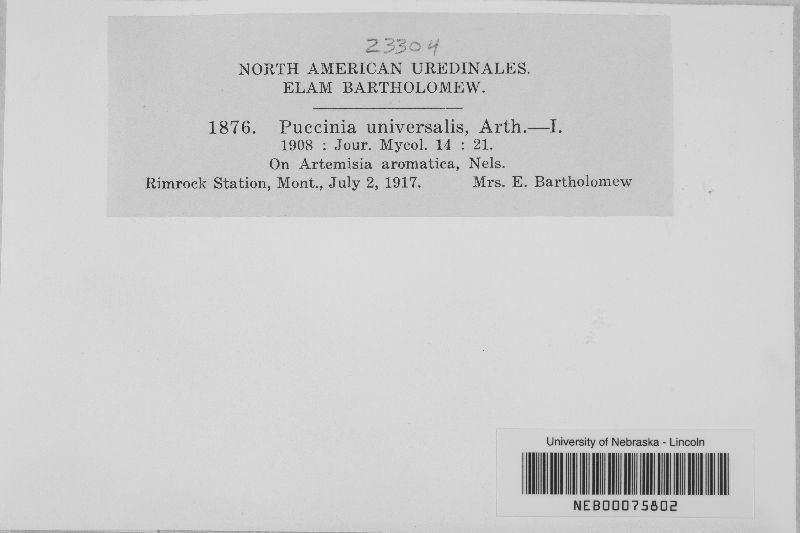 23304
NORTH AMERICAN UREDINALES.
ELAM BARTHOLOMEW.
1876. Puccinia universalis, Arth.—I.
1908 : Jour. Mycol. 14 : 21.
On Artemisia aromatica, Nels.
Rimrock Station, Mont., July 2, 1917. Mrs. E. Bartholomew
University of Nebraska - Lincoln
NEB00075802